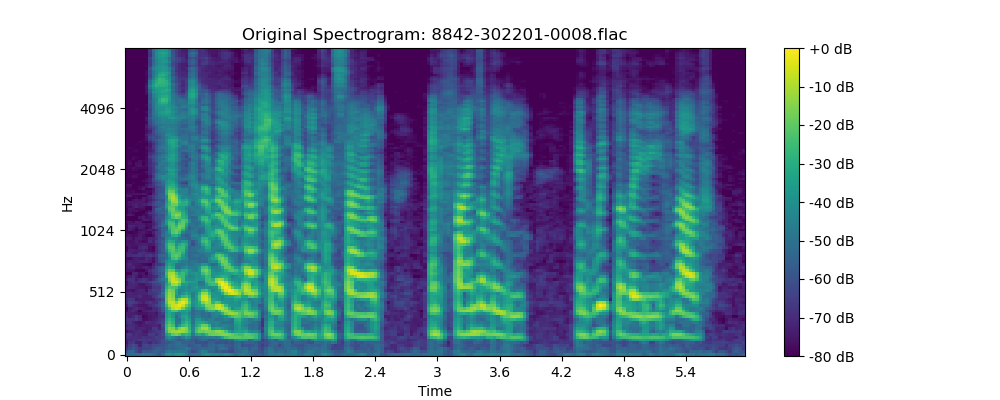 Original Spectrogram: 8842-302201-0008.flac
Hz
4096
2048
1024
512
0
0 0.6 1.2 1.8 2.4 3 3.6 4.2 4.8 5.4
Time
+0 dB
-10 dB
-20 dB
-30 dB
-40 dB
-50 dB
-60 dB
-70 dB
-80 dB